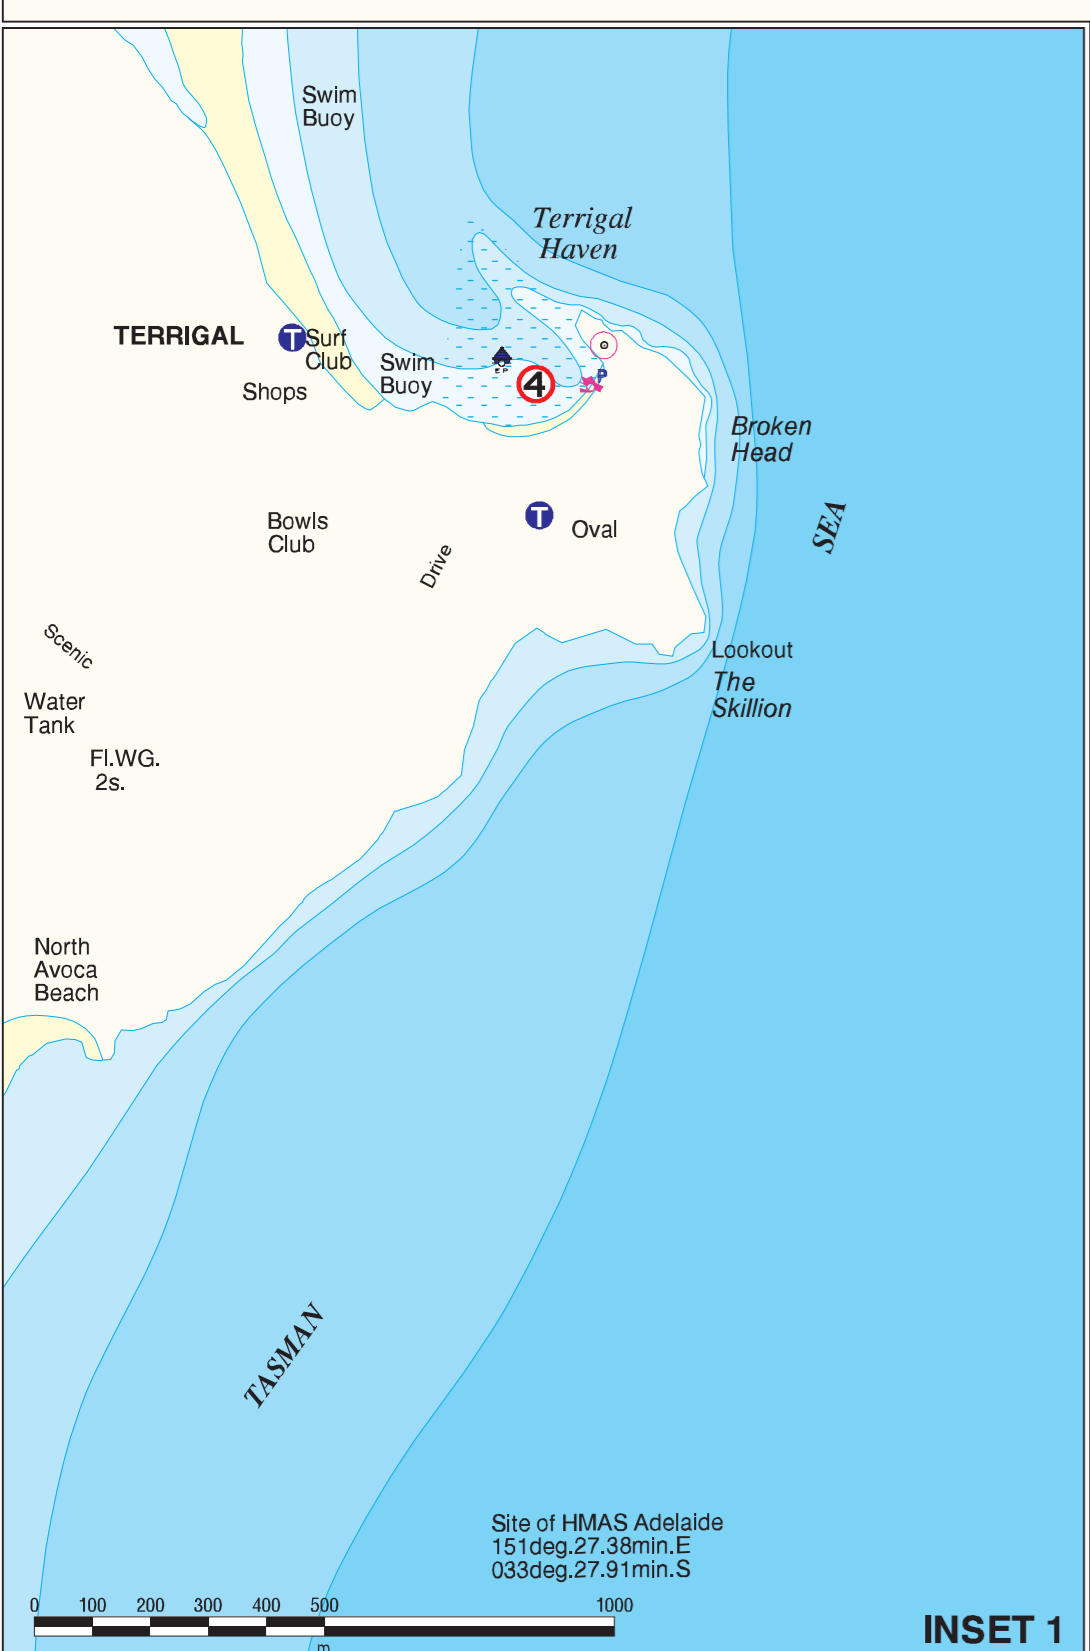 Swim
Buoy
Terrigal
Haven
TERRIGAL
T
Surf
Club
Swim
Buoy
E P
4
P
Shops
Broken
Head
SEA
Bowls
Club
T
Oval
Drive
Scenic
Lookout
The
Skillion
Water
Tank
Fl.WG.
2s.
North
Avoca
Beach
TASMAN
Site of HMAS Adelaide
151deg.27.38min.E
033deg.27.91min.S
0 100 200 300 400 500 1000
m
INSET 1